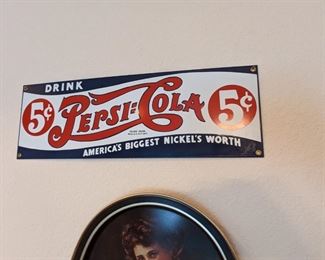 DRINK
5¢ PEPSI=COLA 5¢
AMERICA'S BIGGEST NICKEL'S WORTH